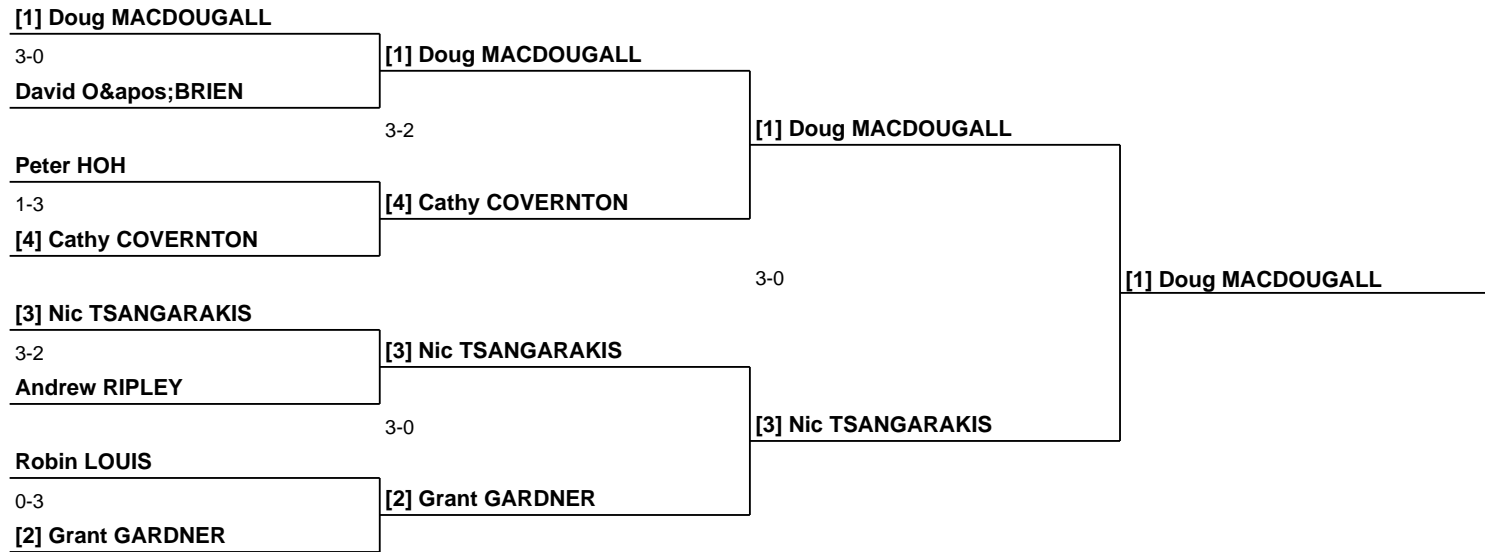 [1] Doug MACDOUGALL
3-0
[1] Doug MACDOUGALL
David O&apos;BRIEN
3-2
[1] Doug MACDOUGALL
Peter HOH
1-3
[4] Cathy COVERNTON
[4] Cathy COVERNTON
3-0
[1] Doug MACDOUGALL
[3] Nic TSANGARAKIS
3-2
[3] Nic TSANGARAKIS
Andrew RIPLEY
3-0
[3] Nic TSANGARAKIS
Robin LOUIS
0-3
[2] Grant GARDNER
[2] Grant GARDNER